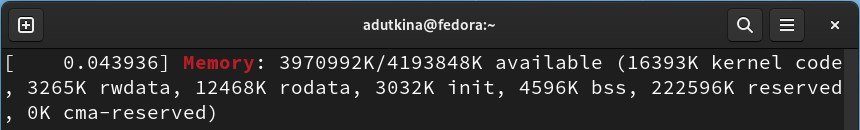 adutkina@fedora:~
[    0.043936] Memory: 3970992K/4193848K available (16393K kernel code
, 3265K rwdata, 12468K rodata, 3032K init, 4596K bss, 222596K reserved
, 0K cma-reserved)